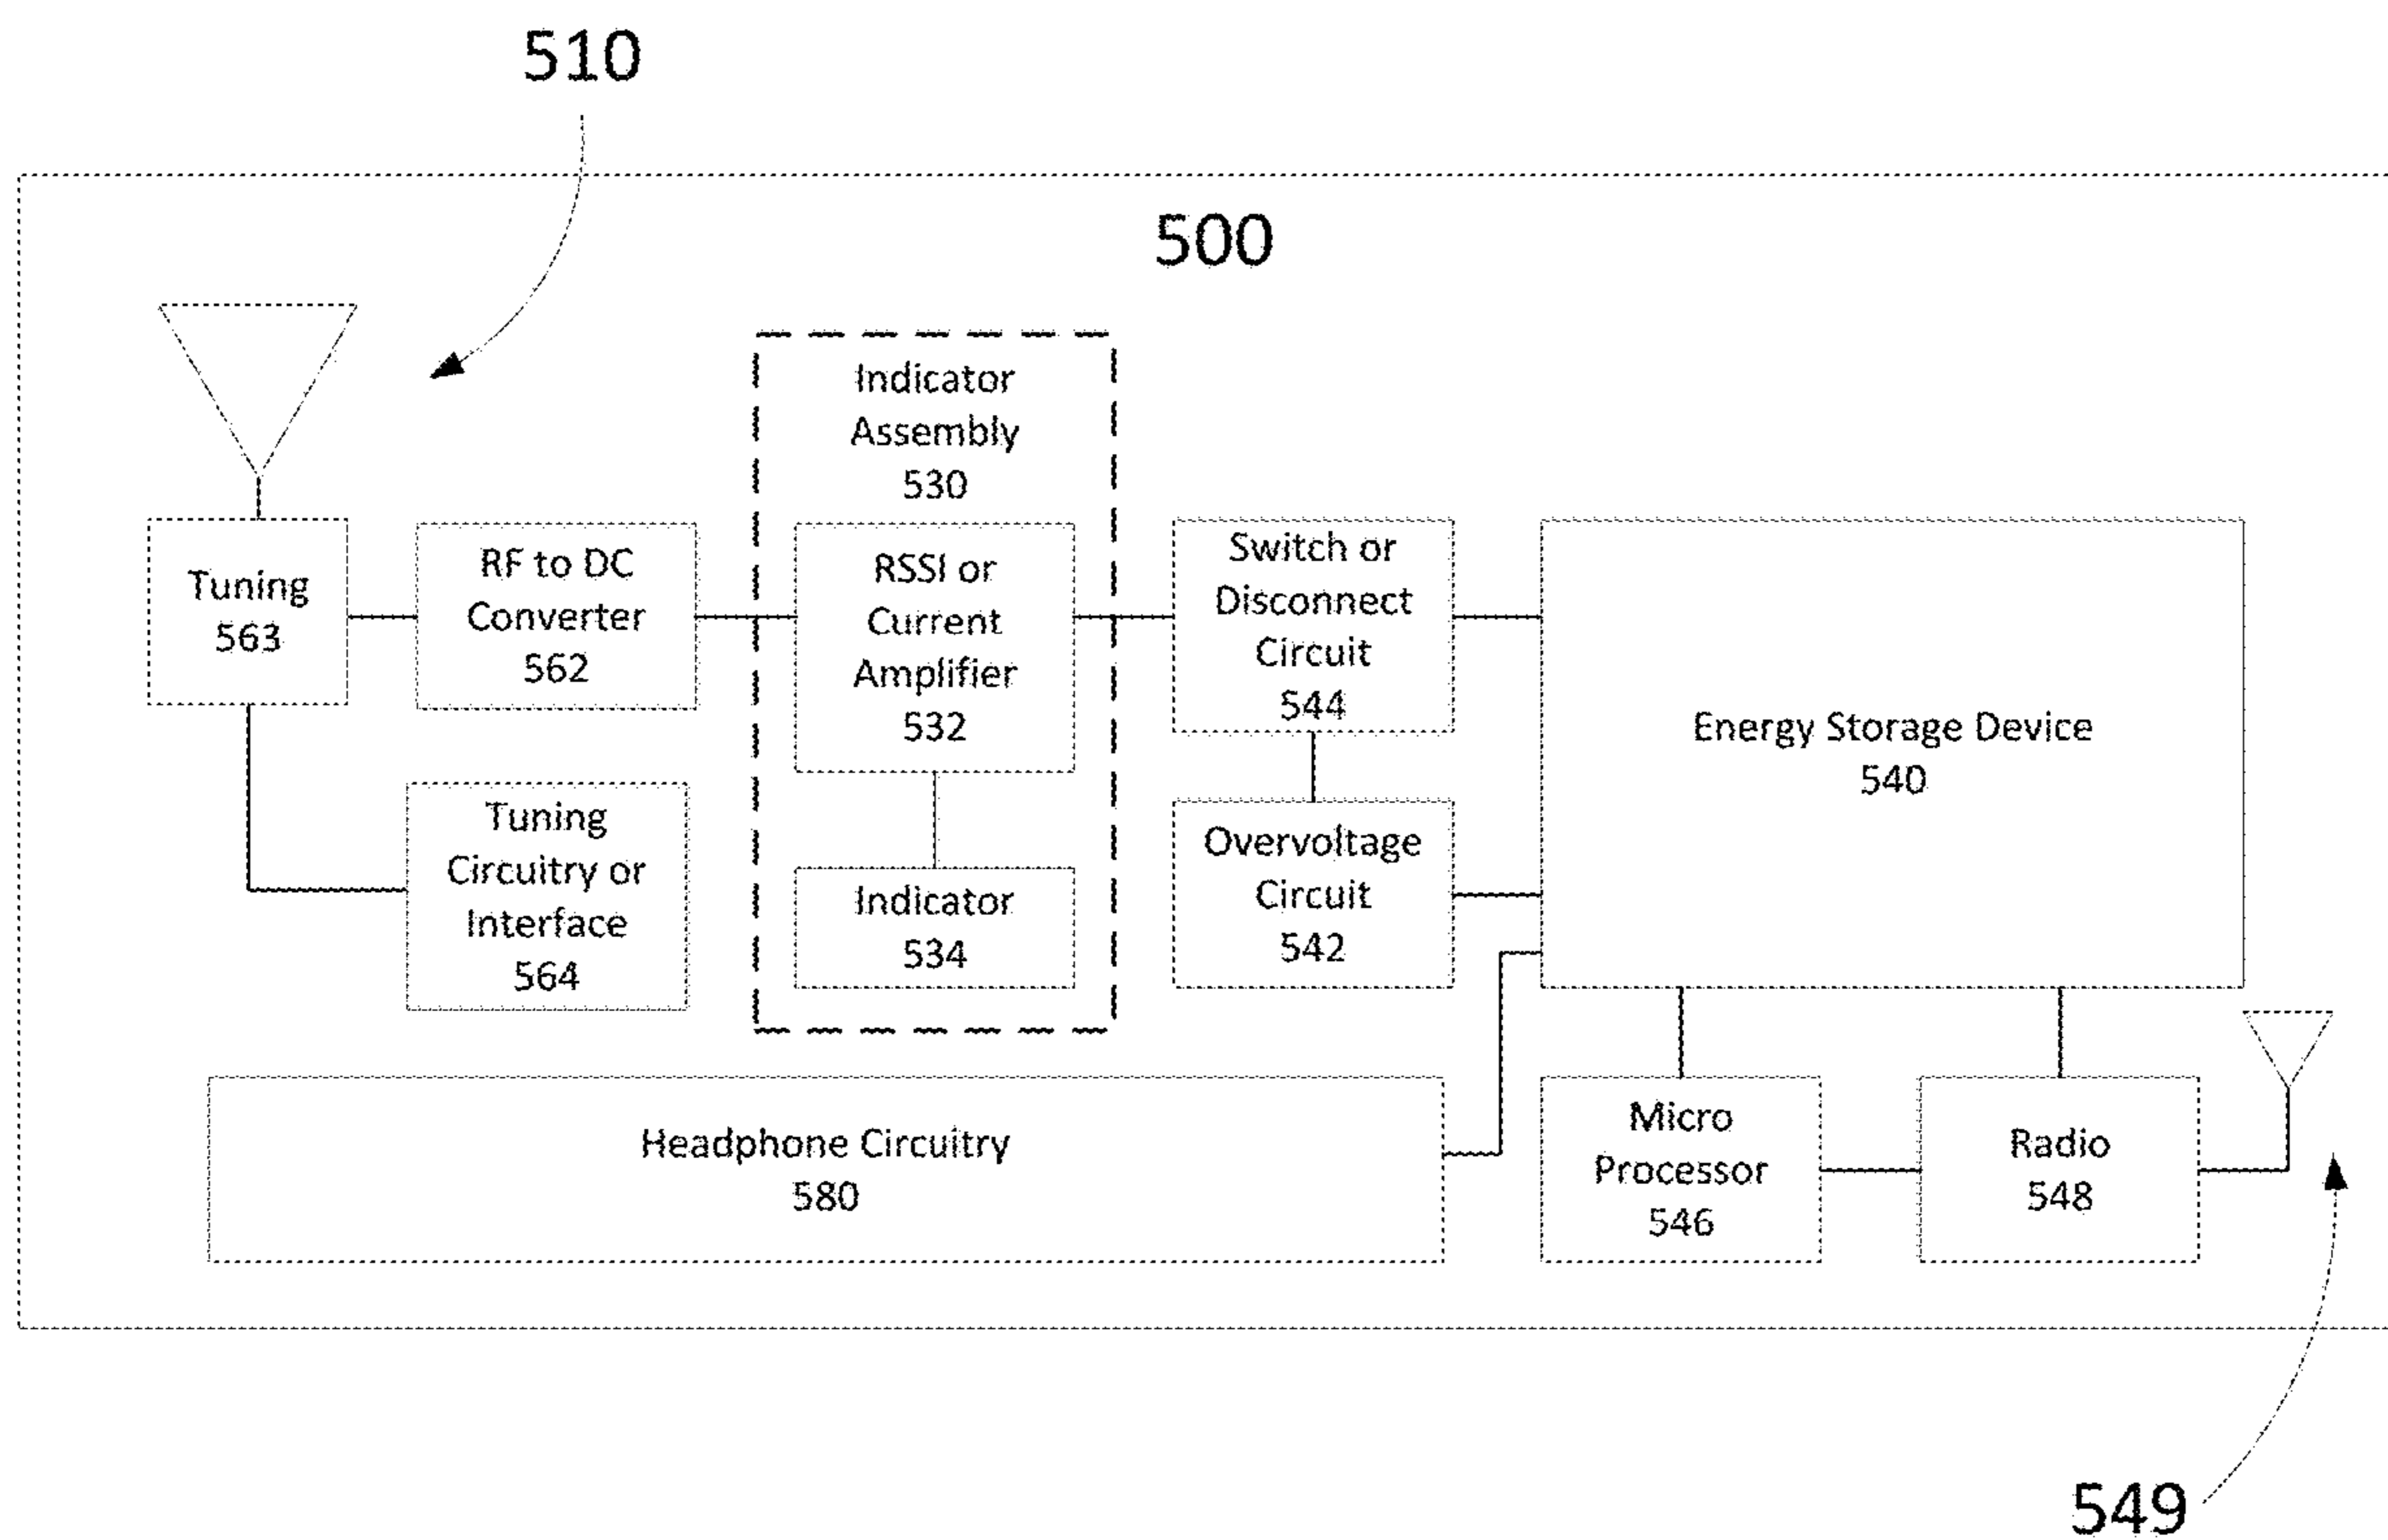 510
500
Indicator
Assembly
530
Tuning
563
RF to DC
Converter
562
RSSI or
Current
Amplifier
532
Switch or
Disconnect
Circuit
544
Energy Storage Device
540
Tuning
Circuitry or
Interface
564
Indicator
534
Overvoltage
Circuit
542
Headphone Circuitry
580
Micro
Processor
546
Radio
548
549